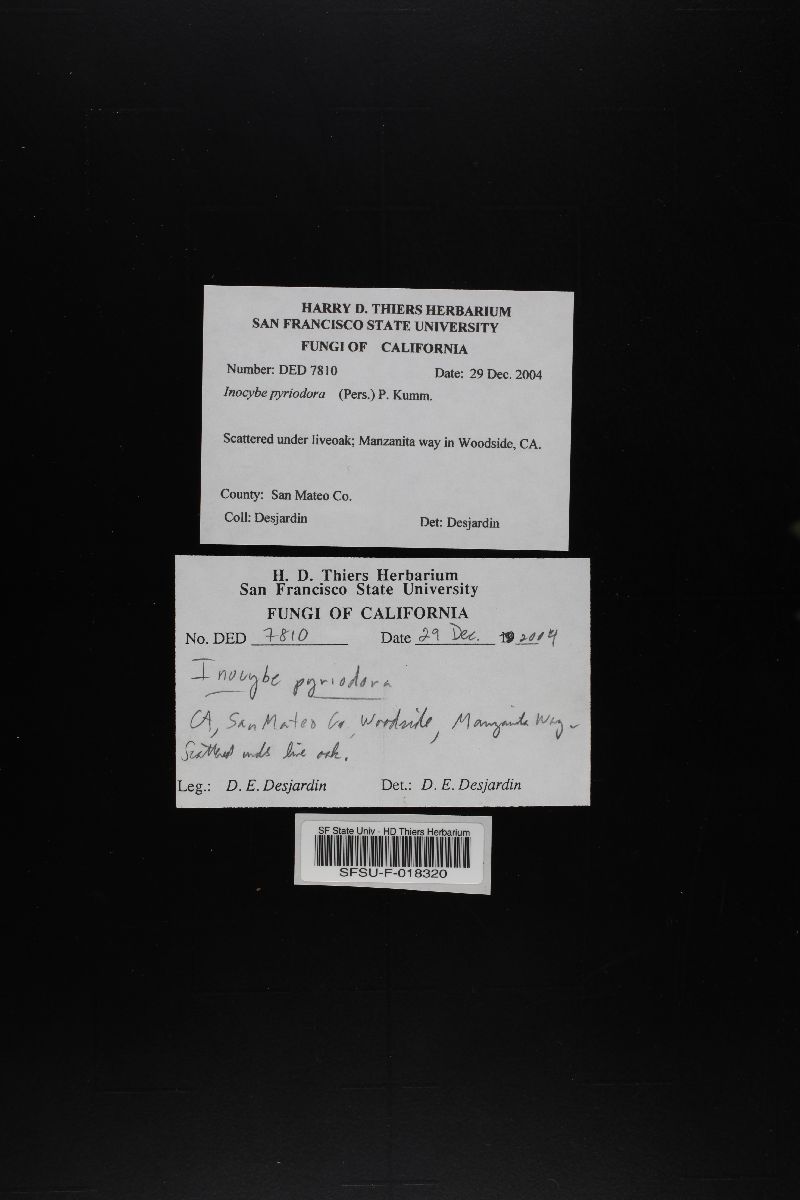 HARRY D. THIERS HERBARIUM
SAN FRANCISCO STATE UNIVERSITY
FUNGI OF CALIFORNIA
Number: DED 7810 Date: 29 Dec. 2004
Inocybe pyriodora (Pers.) P. Kumm.
Scattered under liveoak; Manzanita way in Woodside, CA.
County: San Mateo Co.
Coll: Desjardin Det: Desjardin
H. D. Thiers Herbarium
San Francisco State University
FUNGI OF CALIFORNIA
No. DED 7810 Date 29 Dec. 2004
Inocybe pyriodora
CA, San Mateo Co, Woodside, Manzanita Way -
Scattered under live oak.
Leg.: D. E. Desjardin Det.: D. E. Desjardin
SF State Univ - HD Thiers Herbarium
SFSU-F-018320